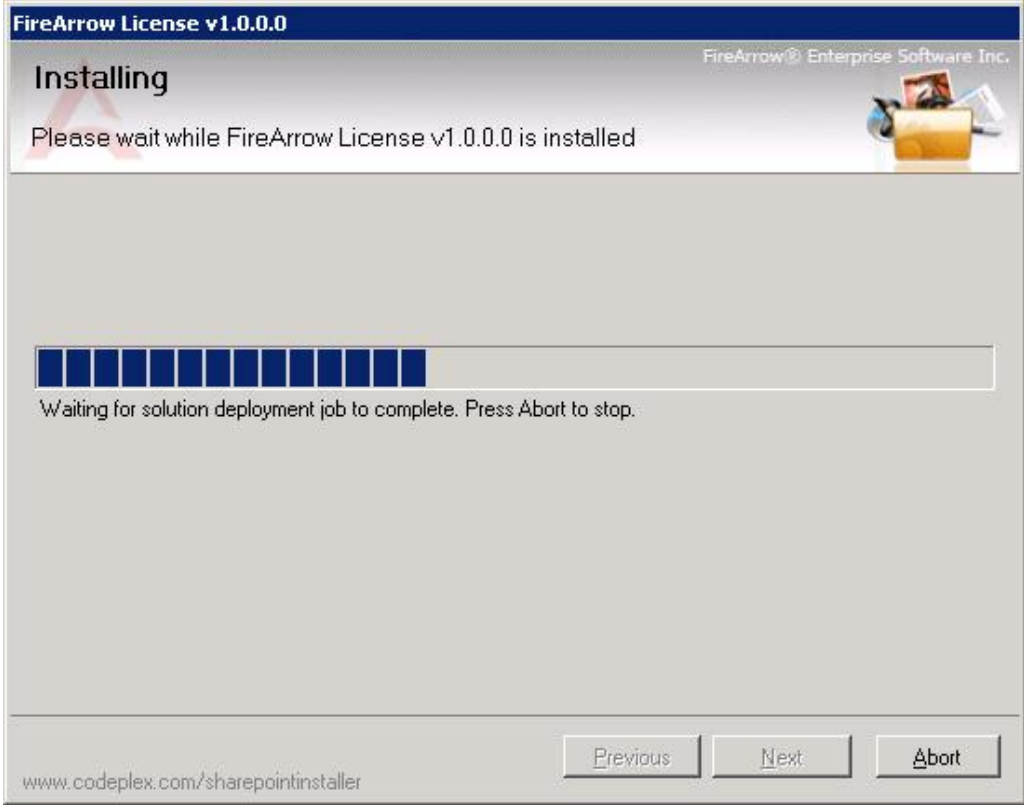 FireArrow License v1.0.0.0
FireArrow® Enterprise Software Inc.
Installing
Please wait while FireArrow License v1.0.0.0 is installed
Waiting for solution deployment job to complete. Press Abort to stop.
Previous
Next
Abort
www.codeplex.com/sharepointinstaller